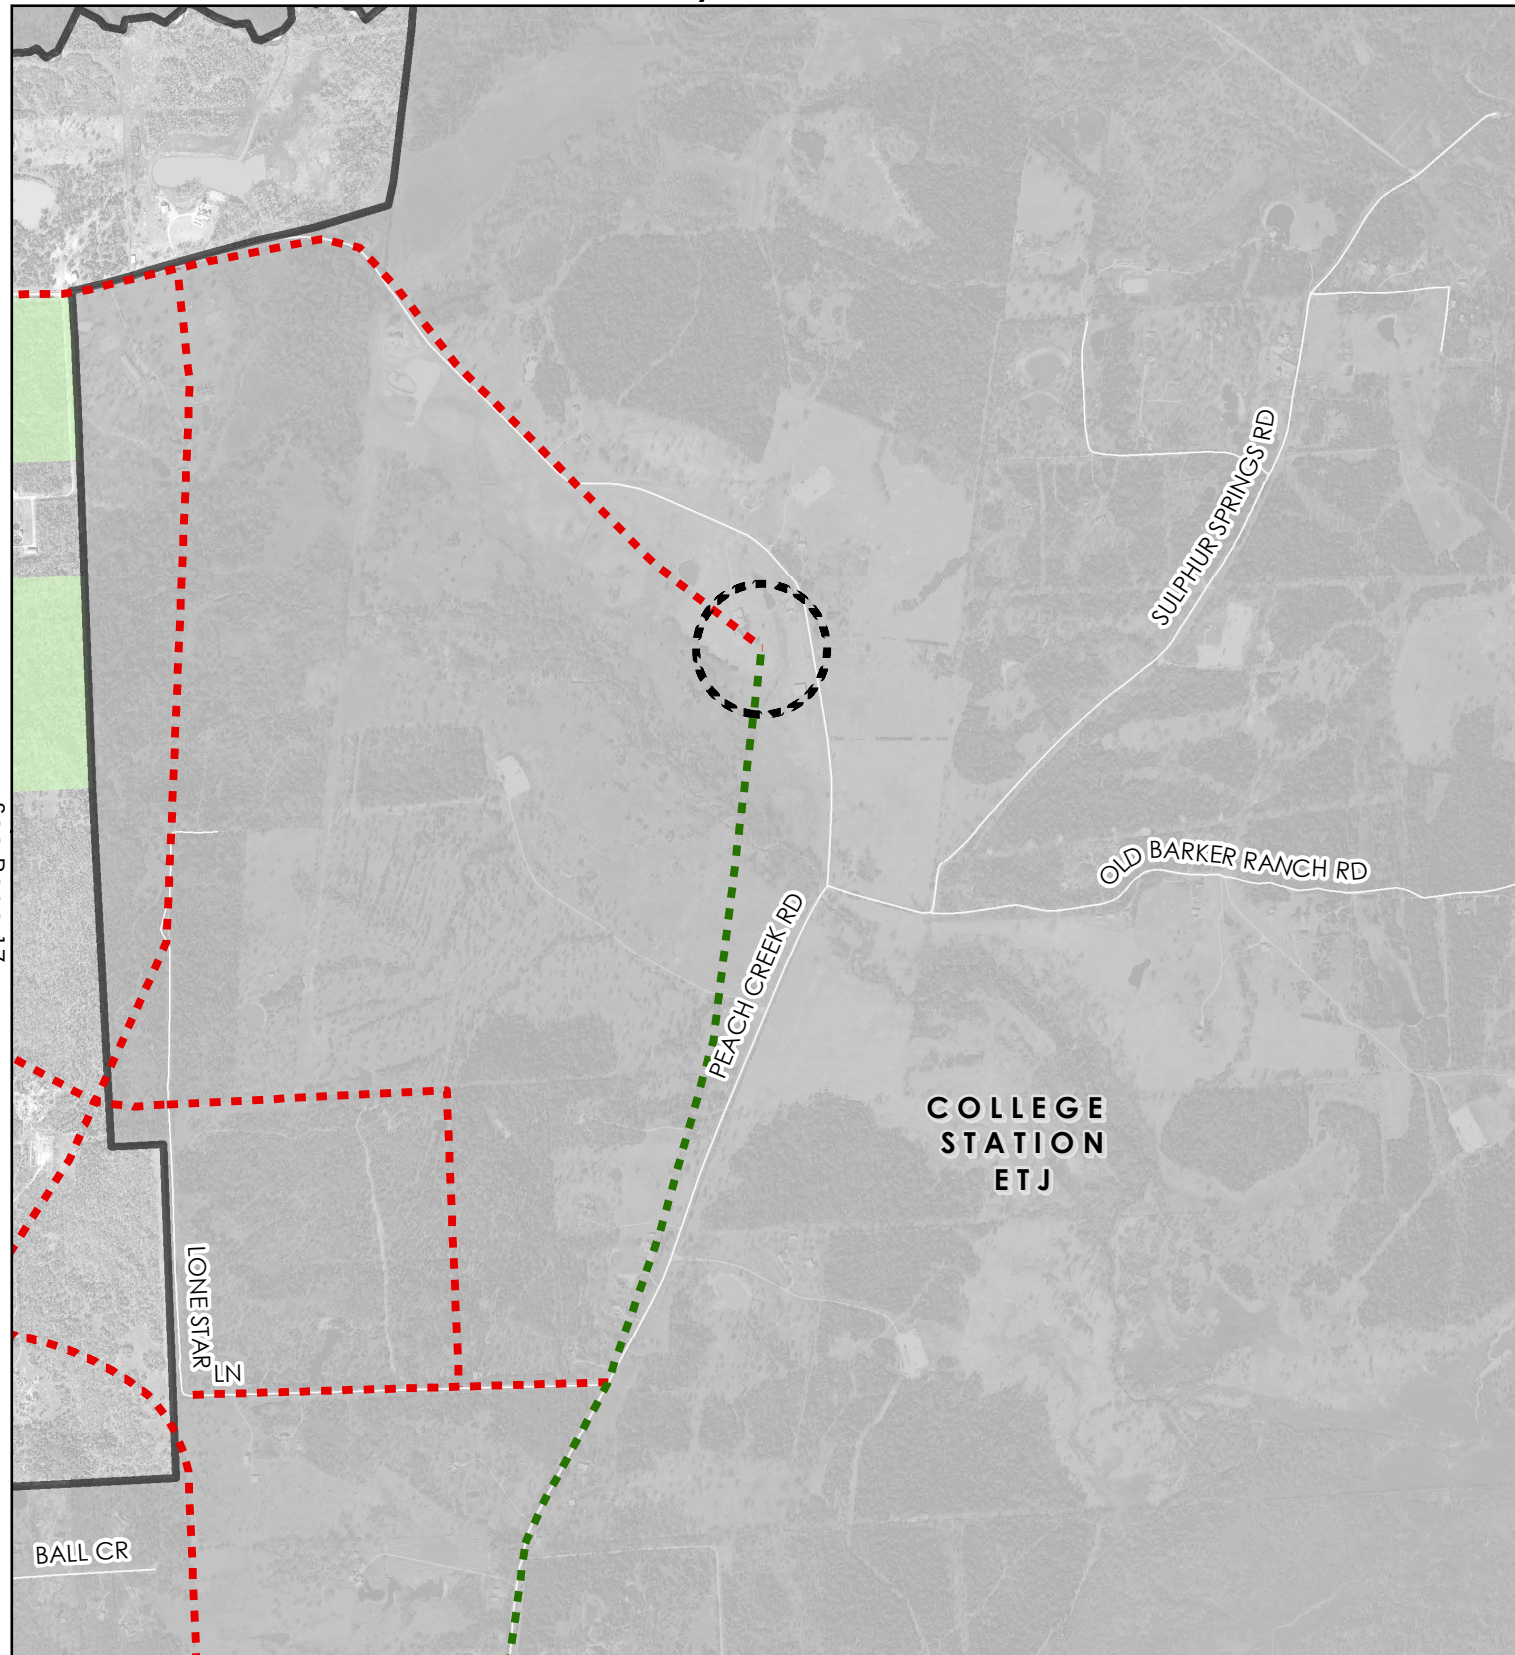 SULPHUR SPRINGS RD
OLD BARKER RANCH RD
PEACH CREEK RD
COLLEGE
STATION
ETJ
LONE STAR
LN
BALL CR